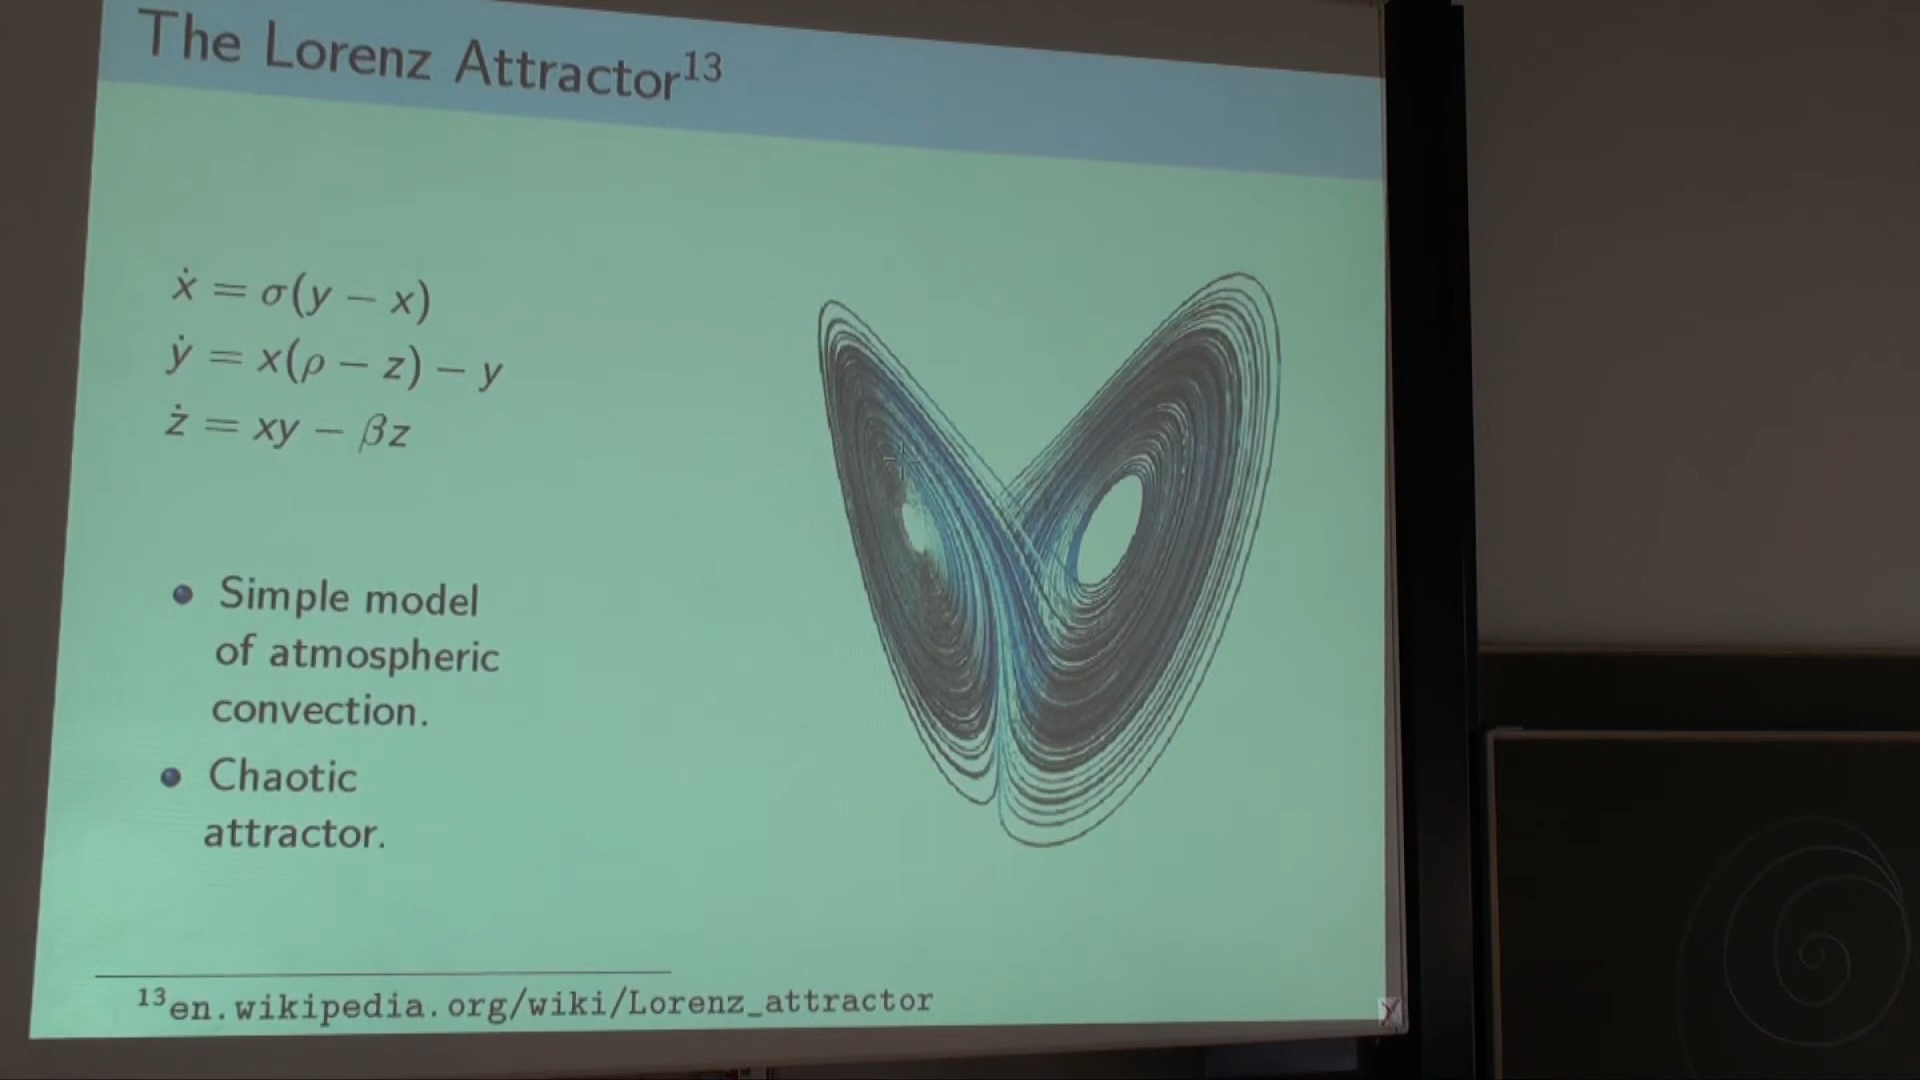 The Lorenz Attractor¹³
ẋ = σ(y − x)
ẏ = x(ρ − z) − y
ż = xy − βz
Simple model
of atmospheric
convection.
Chaotic
attractor.
¹³en.wikipedia.org/wiki/Lorenz_attractor